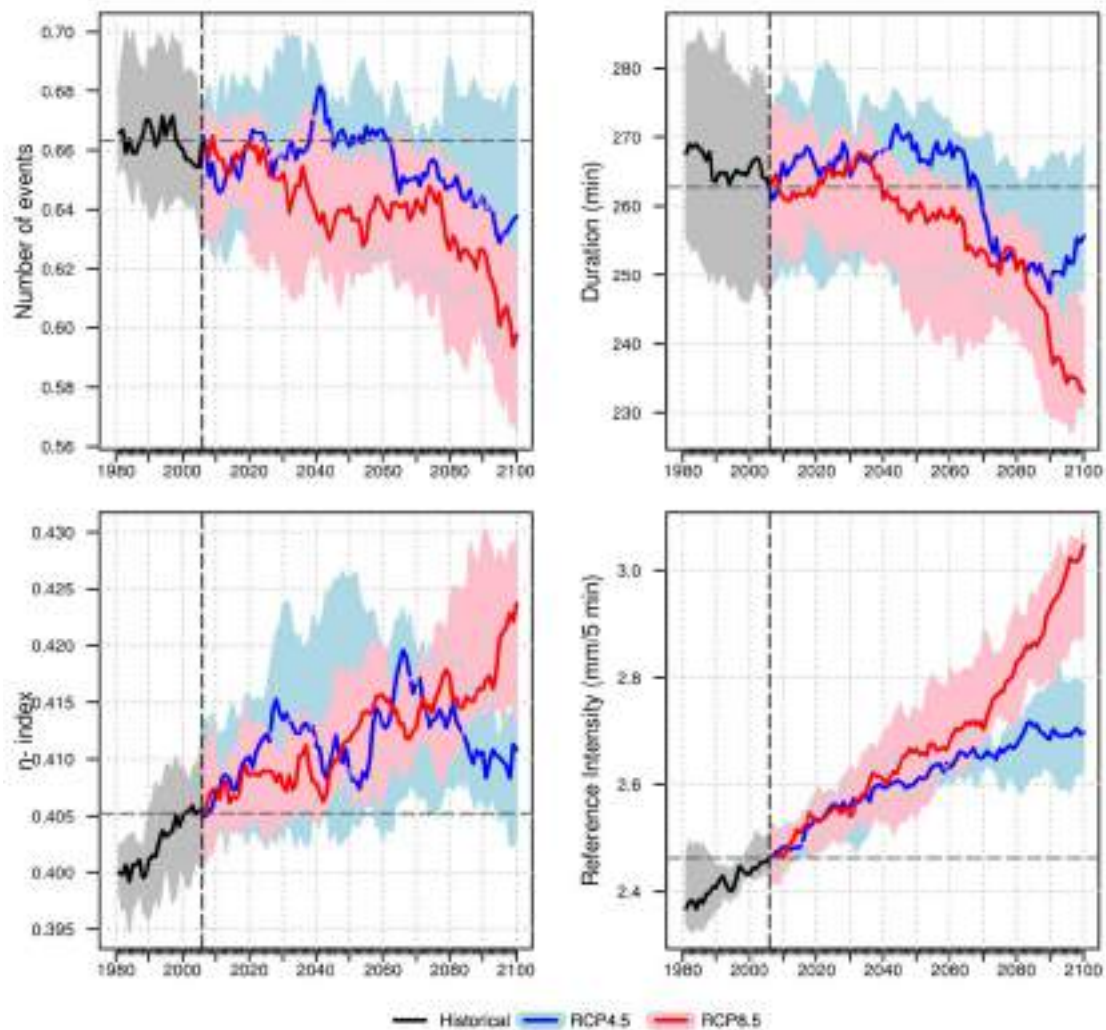 Number of events
0.70
0.68
0.66
0.64
0.62
0.60
0.58
0.56
1980 2000 2020 2040 2060 2080 2100
Duration (min)
280
270
260
250
240
230
1980 2000 2020 2040 2060 2080 2100
η- index
0.430
0.425
0.420
0.415
0.410
0.405
0.400
0.395
1980 2000 2020 2040 2060 2080 2100
Reference Intensity (mm/5 min)
3.0
2.8
2.6
2.4
1980 2000 2020 2040 2060 2080 2100
Historical RCP4.5 RCP8.5